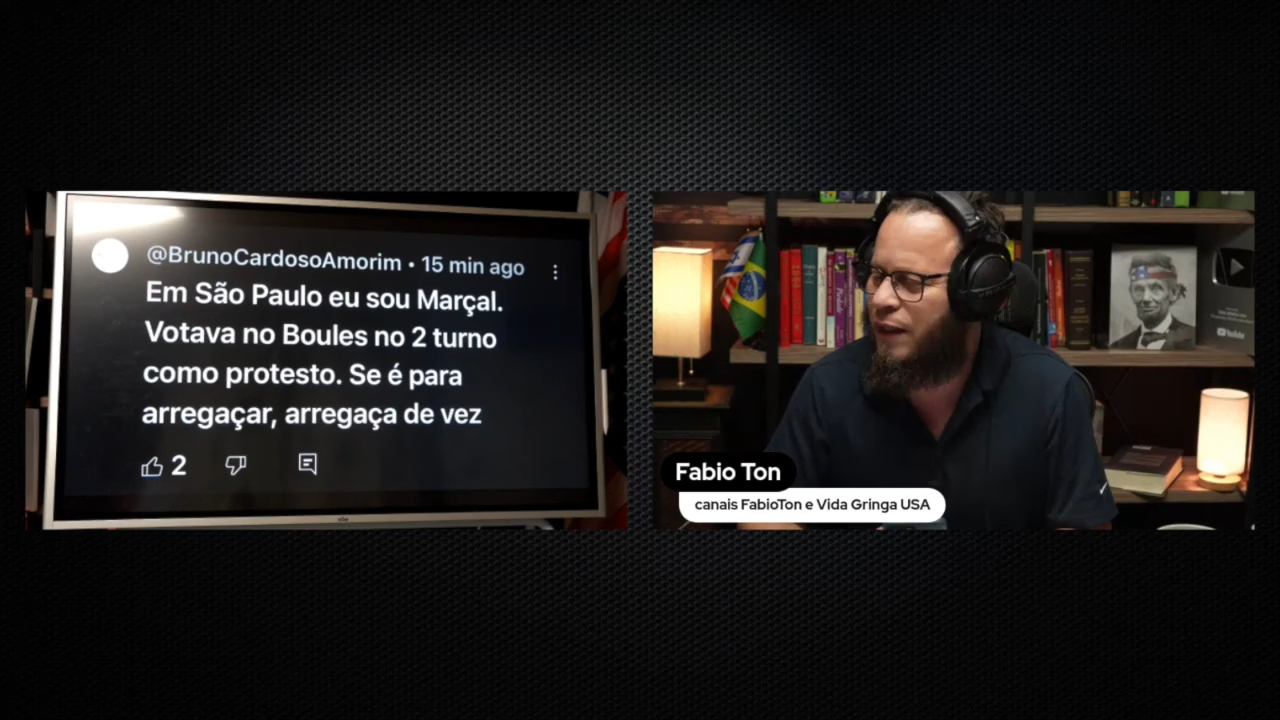 @BrunoCardosoAmorim • 15 min ago
Em São Paulo eu sou Marçal.
Votava no Boules no 2 turno
como protesto. Se é para
arregaçar, arregaça de vez
2
Fabio Ton
canais FabioTon e Vida Gringa USA
YouTube